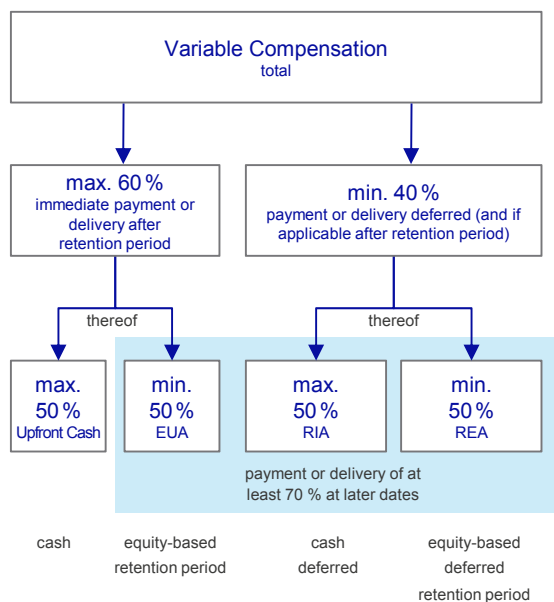 Variable Compensation
total
max. 60 %
immediate payment or
delivery after
retention period
min. 40 %
payment or delivery deferred (and if
applicable after retention period)
thereof
thereof
max.
50 %
Upfront Cash
min.
50 %
EUA
max.
50 %
RIA
min.
50 %
REA
payment or delivery of at
least 70 % at later dates
cash
equity-based
retention period
cash
deferred
equity-based
deferred
retention period